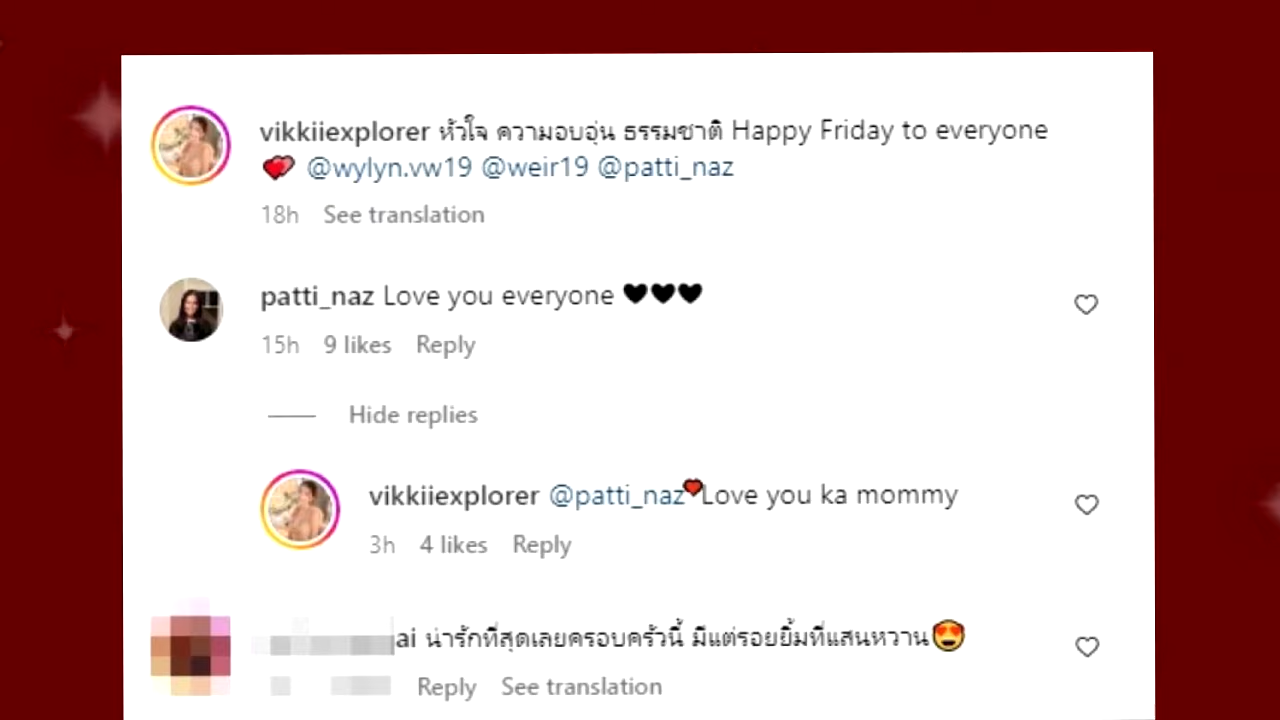 vikkiiexplorer หัวใจ ความอบอุ่น ธรรมชาติ Happy Friday to everyone
💕 @wylyn.vw19 @weir19 @patti_naz
18h See translation
patti_naz Love you everyone 🖤🖤🖤
15h 9 likes Reply
Hide replies
vikkiiexplorer @patti_naz❤Love you ka mommy
3h 4 likes Reply
ai น่ารักที่สุดเลยครอบครัวนี้ มีแต่รอยยิ้มที่แสนหวาน😍
Reply See translation